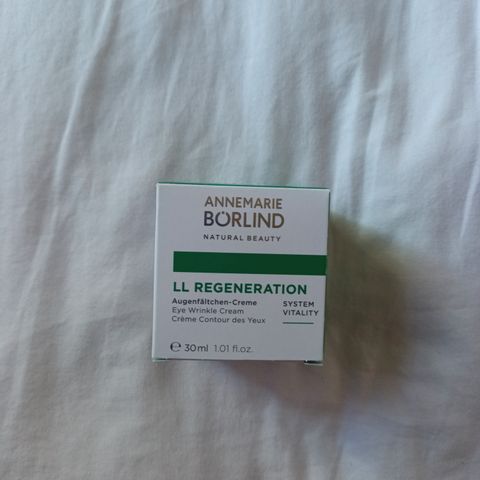 ANNEMARIE
BÖRLIND
NATURAL BEAUTY
LL REGENERATION
Augenfältchen-Creme
Eye Wrinkle Cream
Crème Contour des Yeux
SYSTEM
VITALITY
℮ 30ml 1.01 fl.oz.